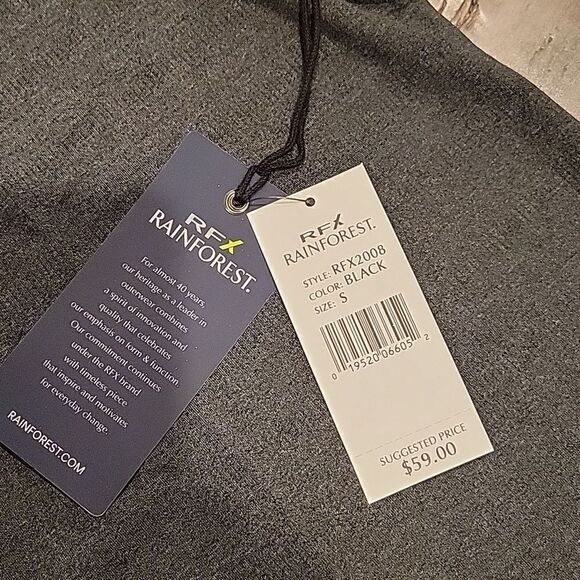 RFX
RAINFOREST.
For almost 40 years,
our heritage as a leader in
outerwear combines
a spirit of innovation and
quality that celebrates
our emphasis on form & function.
Our commitment continues
under the RFX brand
with timeless piece
that inspire and motivates
for everyday change.
RAINFOREST.COM
RFX
RAINFOREST.
STYLE: RFX2008
COLOR: BLACK
SIZE: S
0 19520 06605 2
SUGGESTED PRICE
$59.00